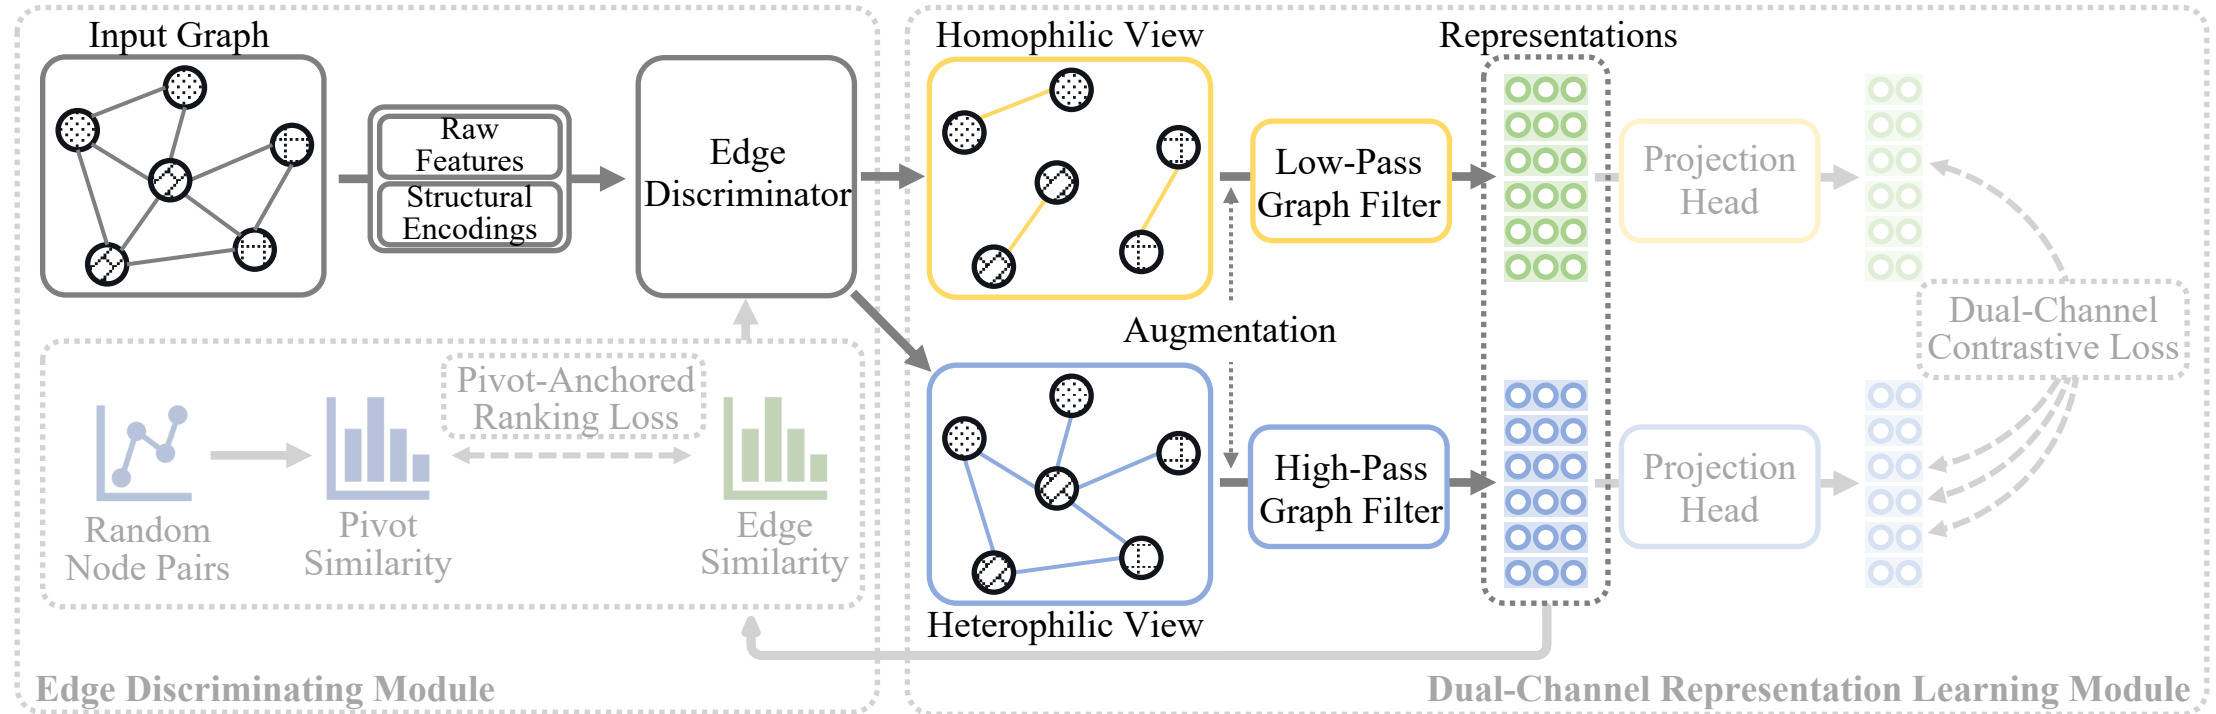 Input Graph
Raw
Features
Structural
Encodings
Edge
Discriminator
Pivot-Anchored
Ranking Loss
Random
Node Pairs
Pivot
Similarity
Edge
Similarity
Edge Discriminating Module
Homophilic View
Representations
Low-Pass
Graph Filter
Projection
Head
Augmentation
Dual-Channel
Contrastive Loss
High-Pass
Graph Filter
Projection
Head
Heterophilic View
Dual-Channel Representation Learning Module